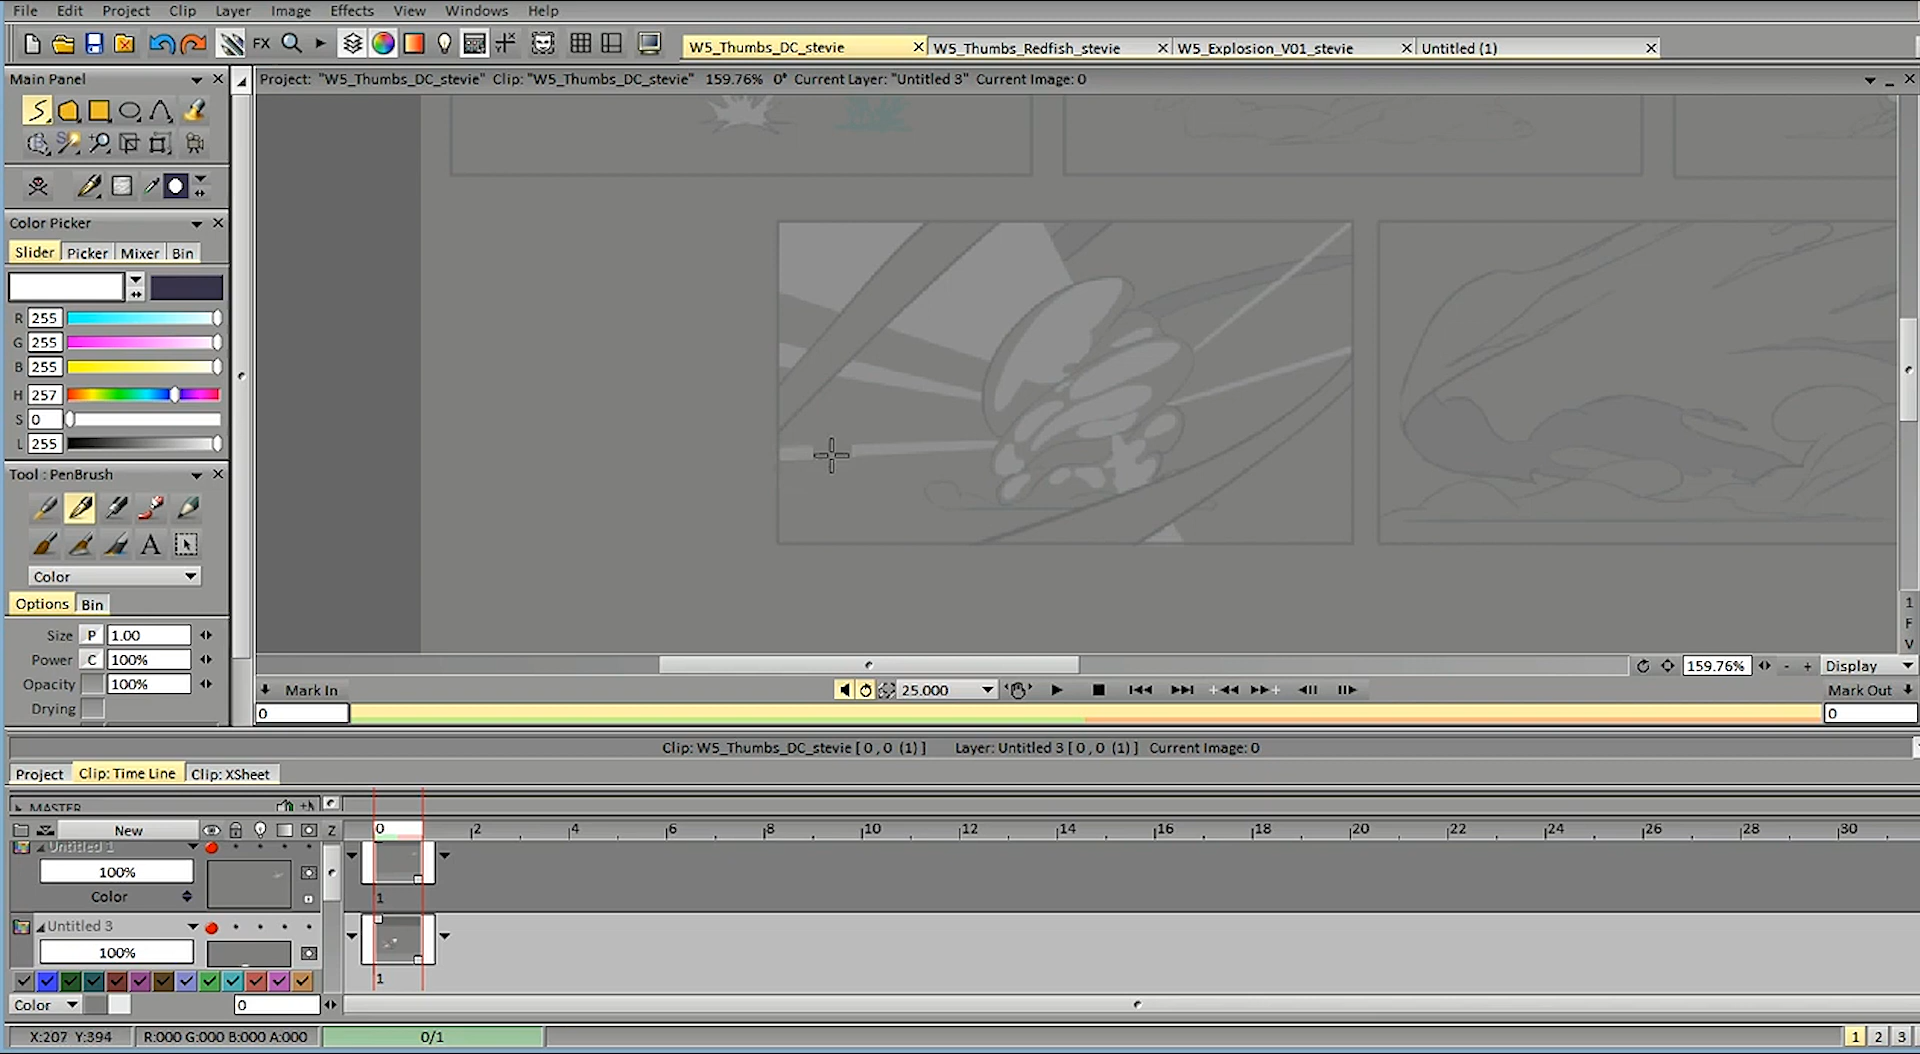 File Edit Project Clip Layer Image Effects View Windows Help
FX W5_Thumbs_DC_stevie W5_Thumbs_Redfish_stevie W5_Explosion_V01_stevie Untitled (1)
Main Panel
Project: "W5_Thumbs_DC_stevie" Clip: "W5_Thumbs_DC_stevie" 159.76% 0° Current Layer: "Untitled 3" Current Image: 0
Color Picker
Slider Picker Mixer Bin
R 255
G 255
B 255
H 257
S 0
L 255
Tool : PenBrush
A
Color
Options Bin
Size P 1.00
Power C 100%
Opacity 100%
Drying
1
F
V
159.76% - + Display
Mark In 25.000 Mark Out
0 0
Clip: W5_Thumbs_DC_stevie [ 0 , 0 (1) ] Layer: Untitled 3 [ 0 , 0 (1) ] Current Image: 0
Project Clip: Time Line Clip: XSheet
MASTER
New Z 0 2 4 6 8 10 12 14 16 18 20 22 24 26 28 30
Untitled 1
100%
Color 1
Untitled 3
100%
1
Color 0
X:207 Y:394 R:000 G:000 B:000 A:000 0/1 1 2 3